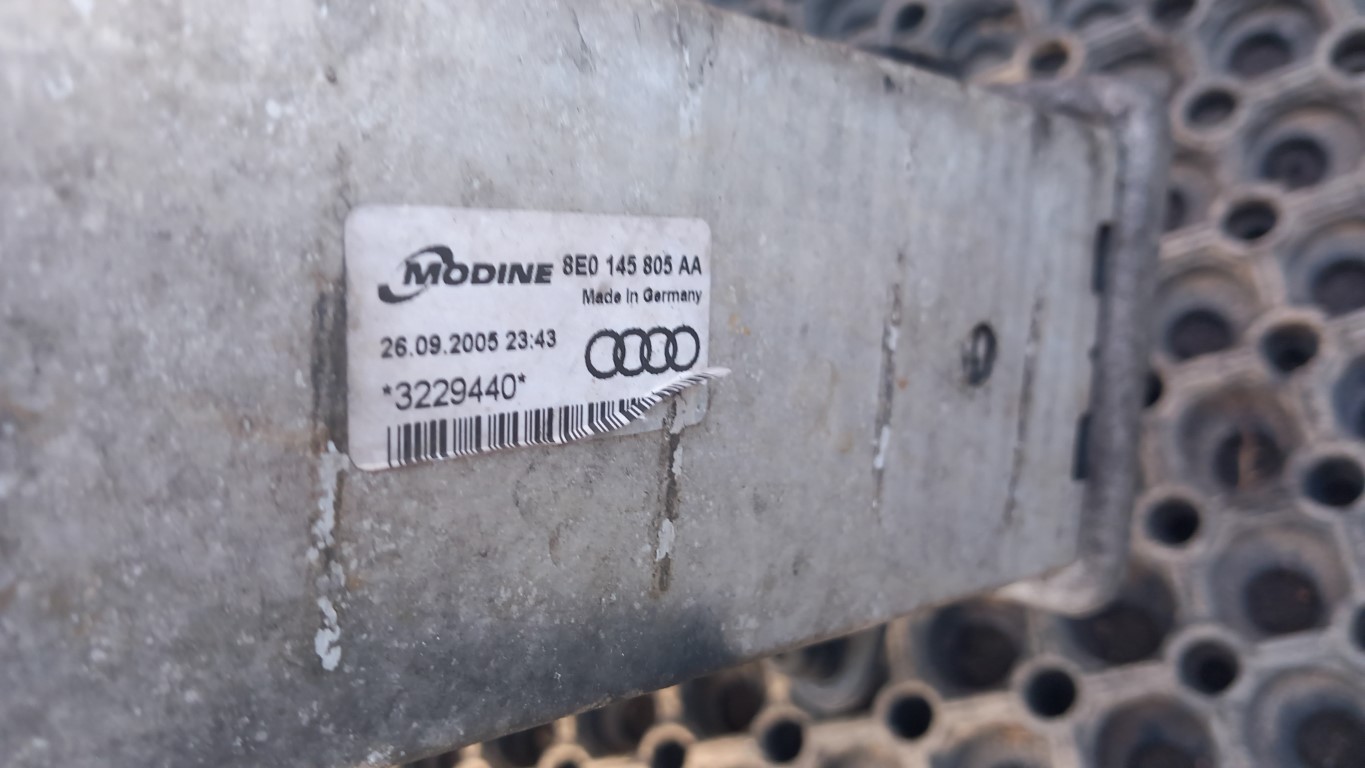 MODINE 8E0 145 805 AA
Made In Germany
26.09.2005 23:43
*3229440*